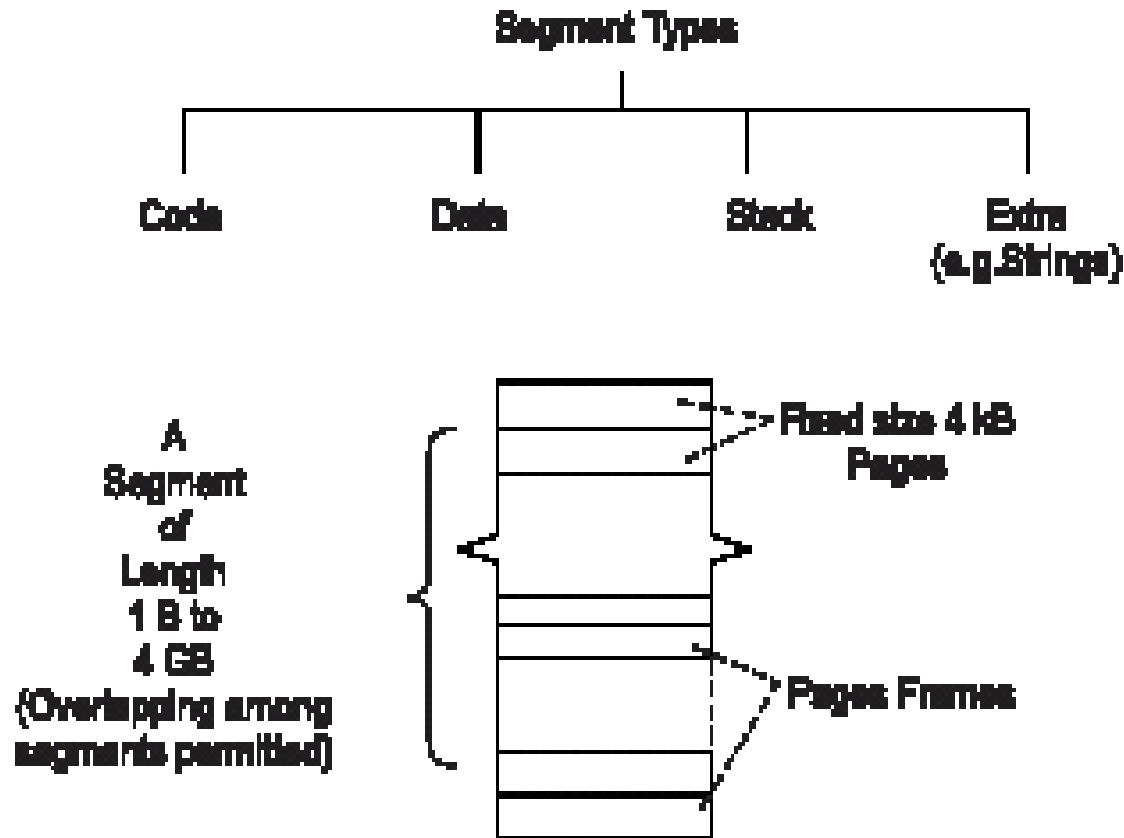 Segment Types
Code
Data
Stack
Extra
(e.g.Strings)
A
Segment
of
Length
1 B to
4 GB
(Overlapping among
segments permitted)
Fixed size 4 kB
Pages
Pages Frames